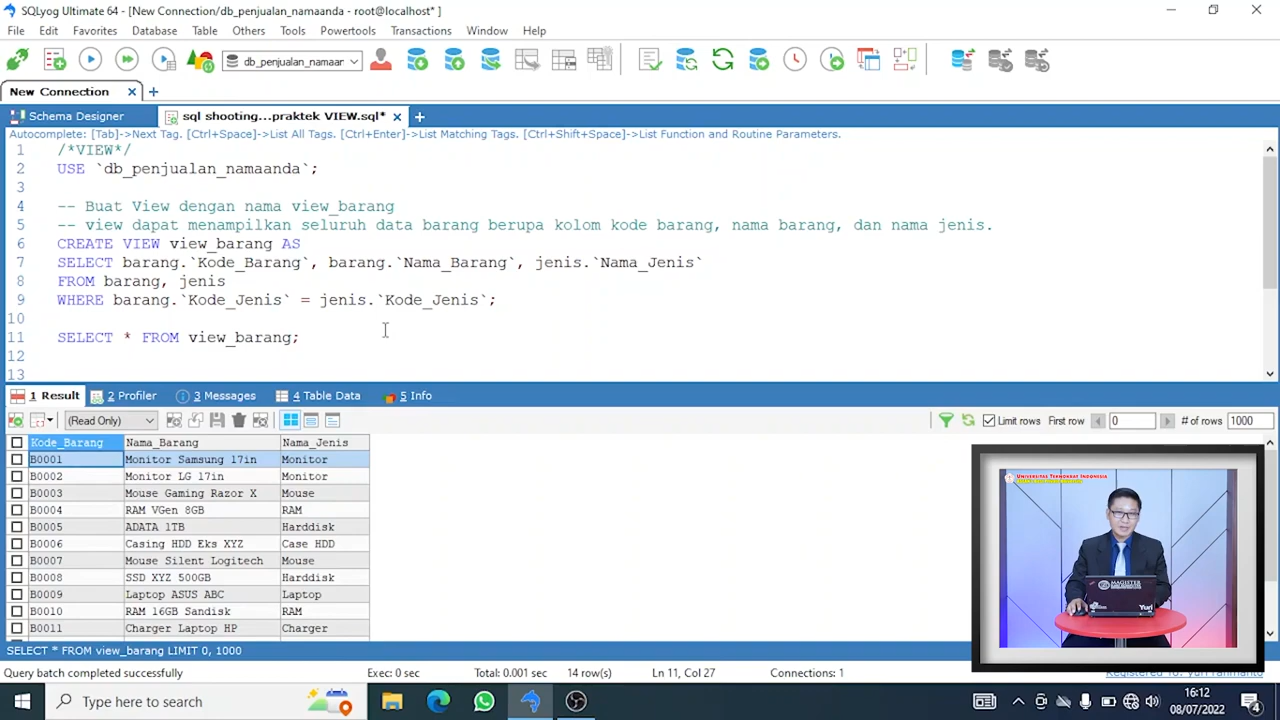 SQLyog Ultimate 64 - [New Connection/db_penjualan_namaanda - root@localhost* ]
File Edit Favorites Database Table Others Tools Powertools Transactions Window Help
db_penjualan_namaar
New Connection
Schema Designer
sql shooting...praktek VIEW.sql*
Autocomplete: [Tab]->Next Tag. [Ctrl+Space]->List All Tags. [Ctrl+Enter]->List Matching Tags. [Ctrl+Shift+Space]->List Function and Routine Parameters.
1 /*VIEW*/
2 USE `db_penjualan_namaanda`;
3
4 -- Buat View dengan nama view_barang
5 -- view dapat menampilkan seluruh data barang berupa kolom kode barang, nama barang, dan nama jenis.
6 CREATE VIEW view_barang AS
7 SELECT barang.`Kode_Barang`, barang.`Nama_Barang`, jenis.`Nama_Jenis`
8 FROM barang, jenis
9 WHERE barang.`Kode_Jenis` = jenis.`Kode_Jenis`;
10
11 SELECT * FROM view_barang;
12
13
1 Result 2 Profiler 3 Messages 4 Table Data 5 Info
(Read Only) Limit rows First row 0 # of rows 1000
Kode_Barang Nama_Barang Nama_Jenis
B0001 Monitor Samsung 17in Monitor
B0002 Monitor LG 17in Monitor
B0003 Mouse Gaming Razor X Mouse
B0004 RAM VGen 8GB RAM
B0005 ADATA 1TB Harddisk
B0006 Casing HDD Eks XYZ Case HDD
B0007 Mouse Silent Logitech Mouse
B0008 SSD XYZ 500GB Harddisk
B0009 Laptop ASUS ABC Laptop
B0010 RAM 16GB Sandisk RAM
B0011 Charger Laptop HP Charger
UNIVERSITAS TEKNOKRAT INDONESIA
MAGISTER
Yuri
SELECT * FROM view_barang LIMIT 0, 1000
Query batch completed successfully Exec: 0 sec Total: 0.001 sec 14 row(s) Ln 11, Col 27 Connections: 1
Type here to search
16:12
08/07/2022
4